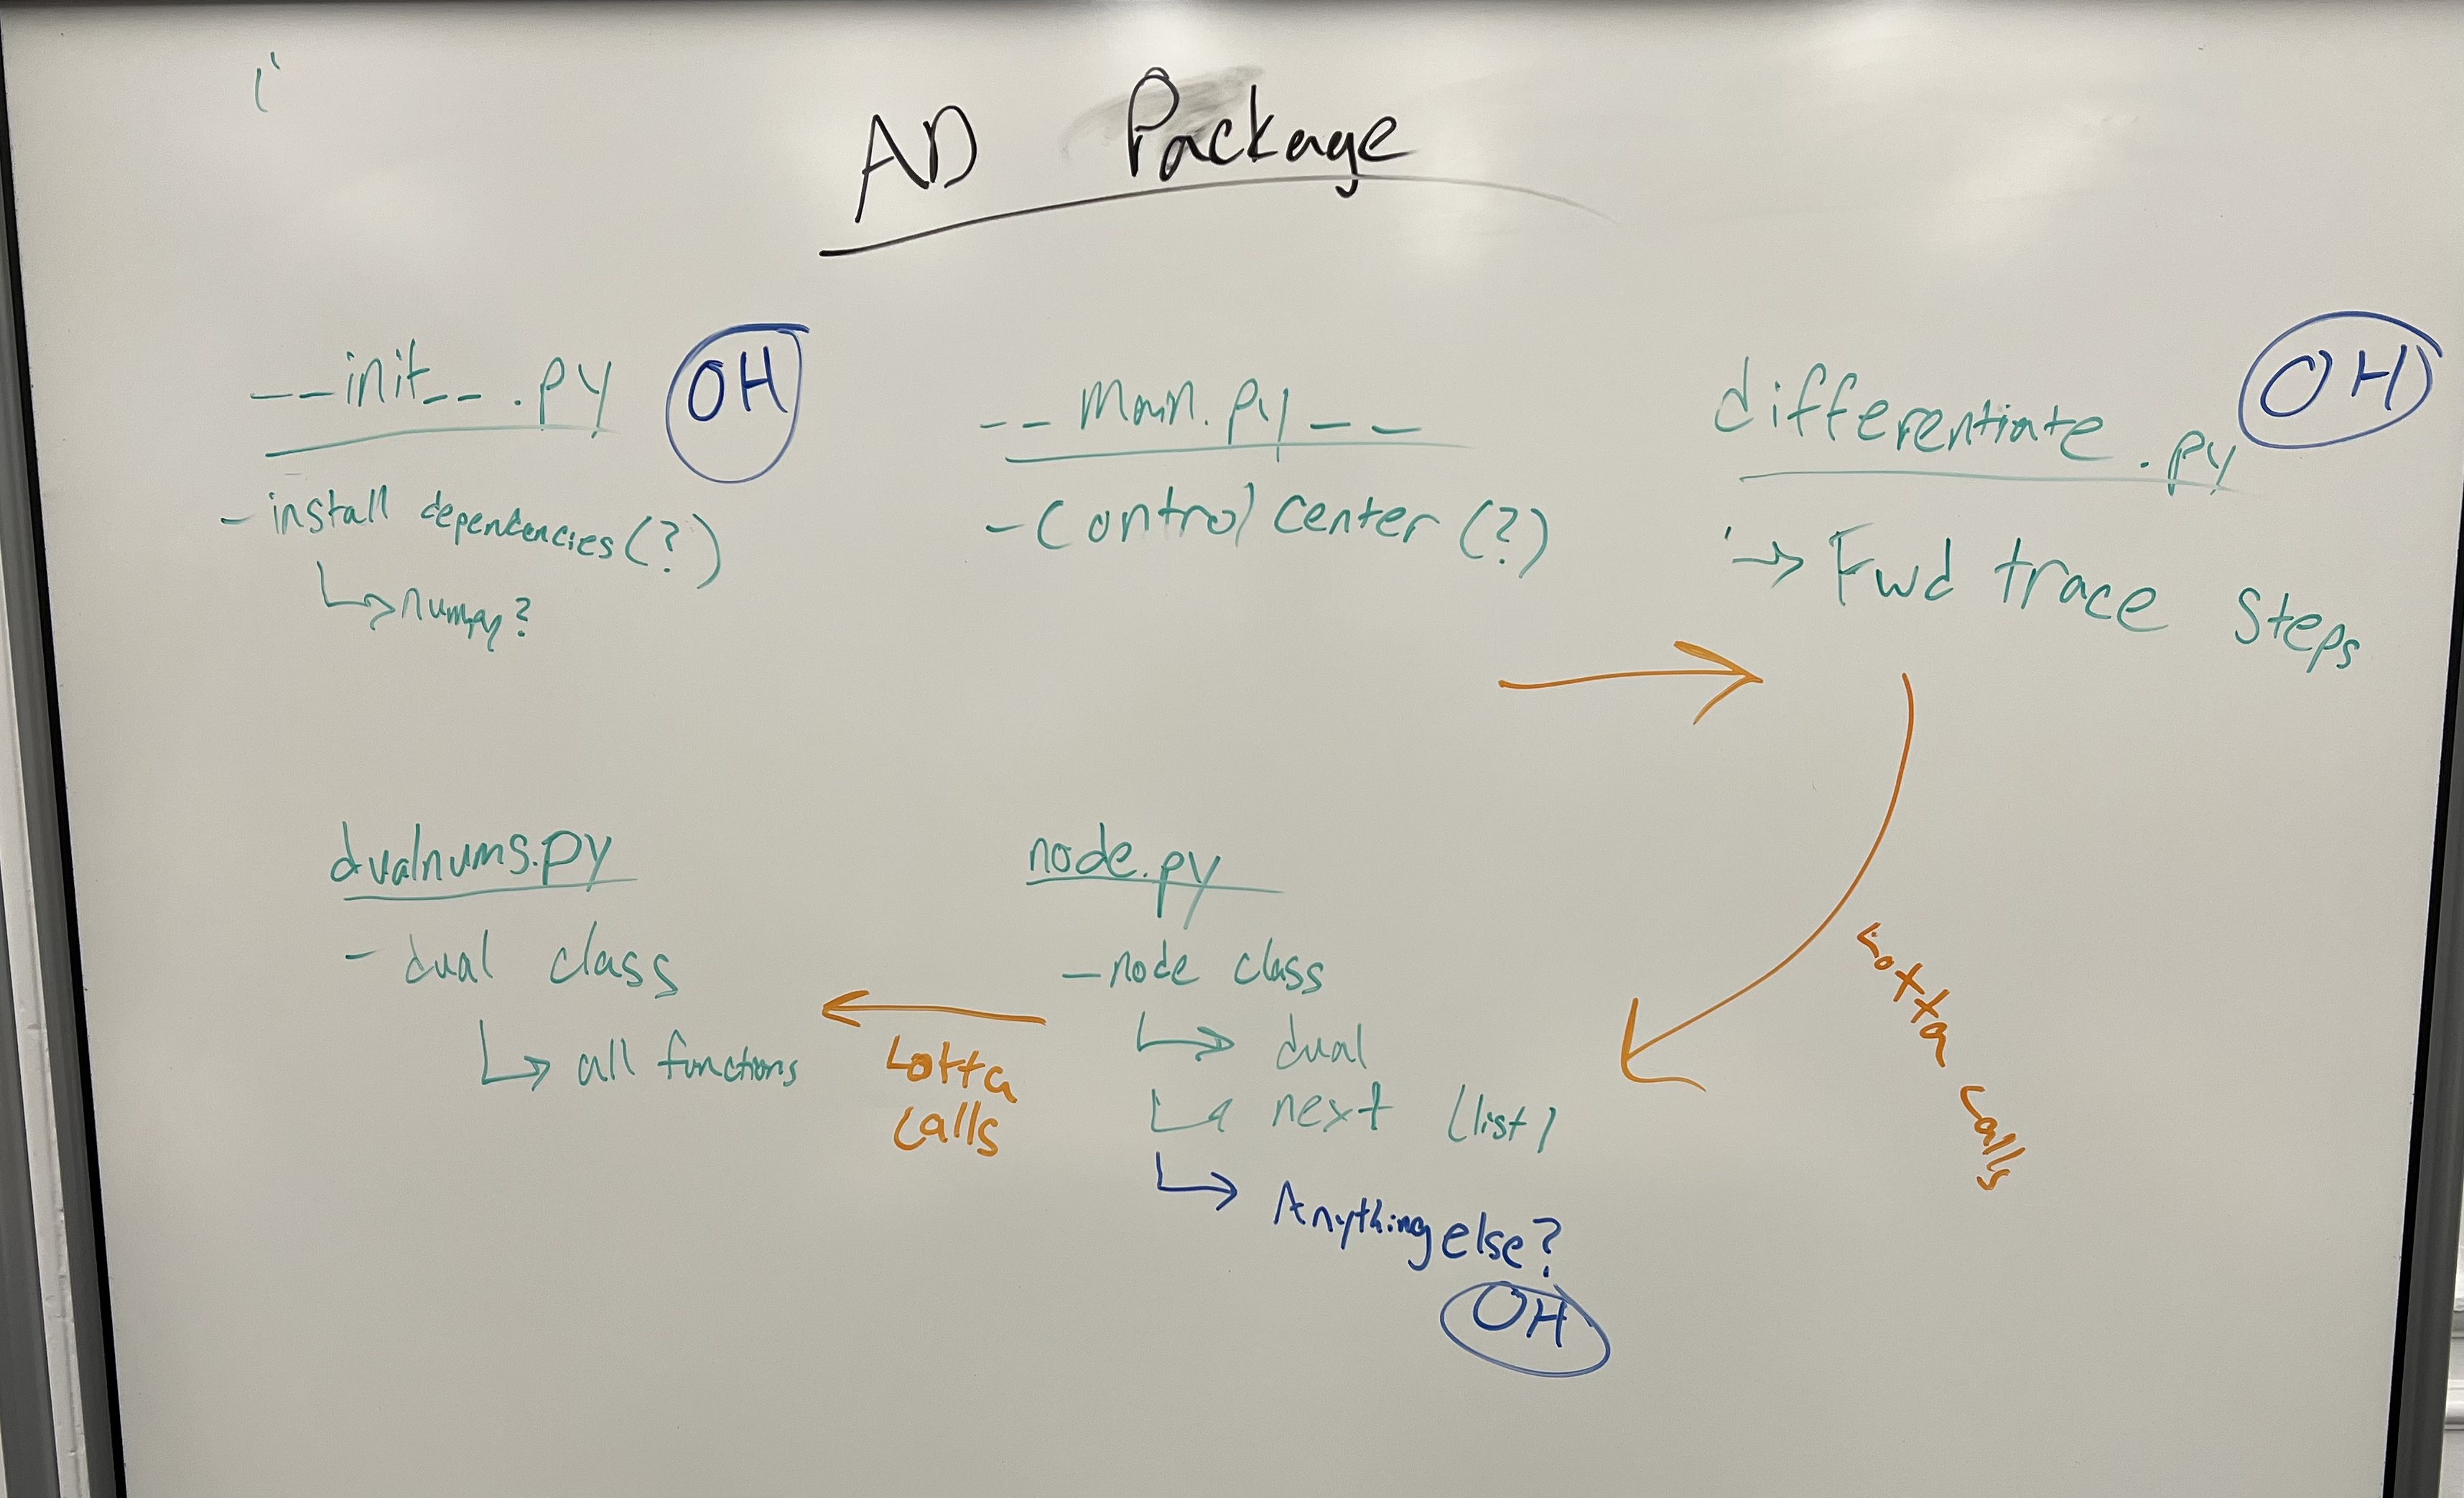 AD Package
__init__.py OH
- install dependencies (?)
↳ numpy?
__main.py__
- Control center (?)
differentiate.py OH
→ Fwd trace steps
dualnums.py
- dual class
↳ all functions
Lotta
calls
node.py
- node class
↳ dual
↳ next (list)
↳ Anything else?
OH
Lotta calls